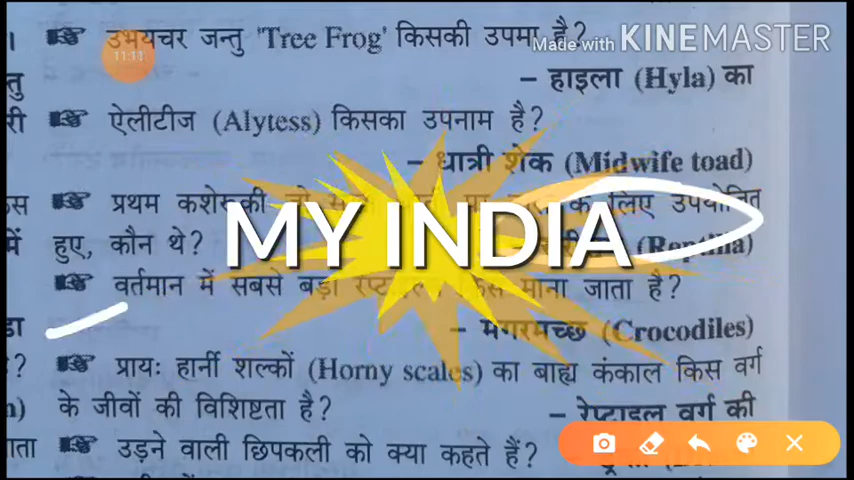 । ☞ उभयचर जन्तु 'Tree Frog' किसकी उपमा है?
Made with KINEMASTER
11:11
तु – हाइला (Hyla) का
री ☞ ऐलीटीज (Alytess) किसका उपनाम है?
– धात्री भेक (Midwife toad)
☞ प्रथम कशेरुकी के लिए उपयोजित
में हुए, कौन थे? (Reptilia)
MY INDIA
☞ वर्तमान में सबसे बड़ा माना जाता है?
– मगरमच्छ (Crocodiles)
? ☞ प्रायः हार्नी शल्कों (Horny scales) का बाह्य कंकाल किस वर्ग
) के जीवों की विशिष्टता है? – रेप्टाइल वर्ग की
ाता ☞ उड़ने वाली छिपकली को क्या कहते हैं?